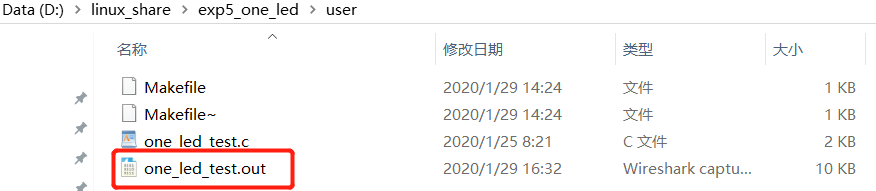 Data (D:) > linux_share > exp5_one_led > user
名称 修改日期 类型 大小
Makefile 2020/1/29 14:24 文件 1 KB
Makefile~ 2020/1/29 14:24 文件 1 KB
one_led_test.c 2020/1/25 8:21 C 文件 2 KB
one_led_test.out 2020/1/29 16:32 Wireshark captu... 10 KB